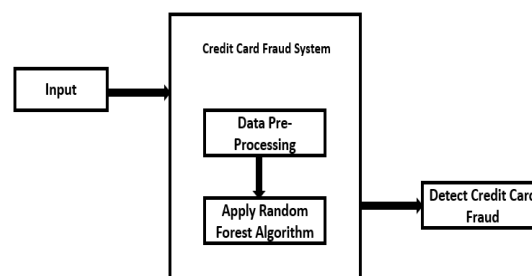 Credit Card Fraud System
Input
Data Pre-
Processing
Apply Random
Forest Algorithm
Detect Credit Card
Fraud